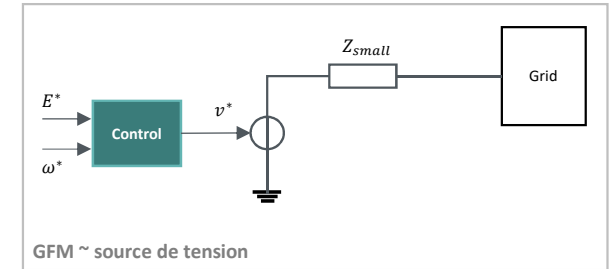 Z_small
Grid
E*
v*
Control
ω*
GFM ~ source de tension